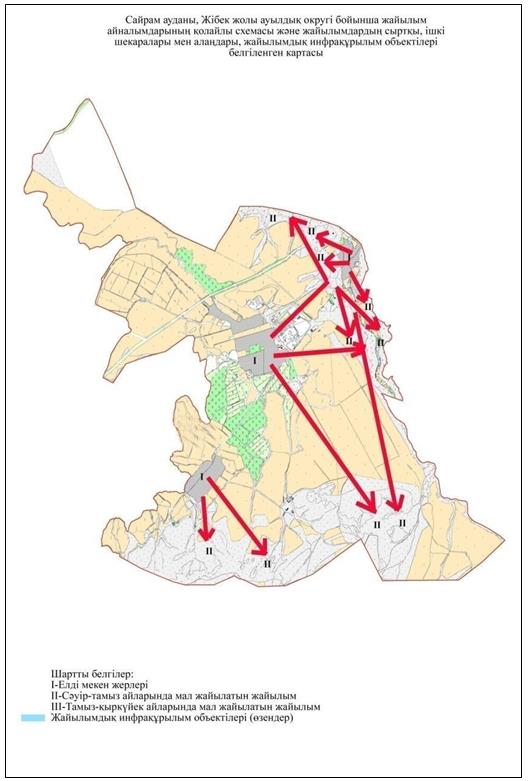 Сайрам ауданы, Жібек жолы ауылдық округі бойынша жайылым
айналымдарының қолайлы схемасы және жайылымдардың сыртқы, ішкі
шекаралары мен алаңдары, жайылымдық инфрақұрылым объектілері
белгіленген картасы
II
II
I
II
II
II
II
I
I
II
II
II
II
Шартты белгілер:
I-Елді мекен жерлері
II-Сәуір-тамыз айларында мал жайылатын жайылым
III-Тамыз-қыркүйек айларында мал жайылатын жайылым
Жайылымдық инфрақұрылым объектілері (өзендер)